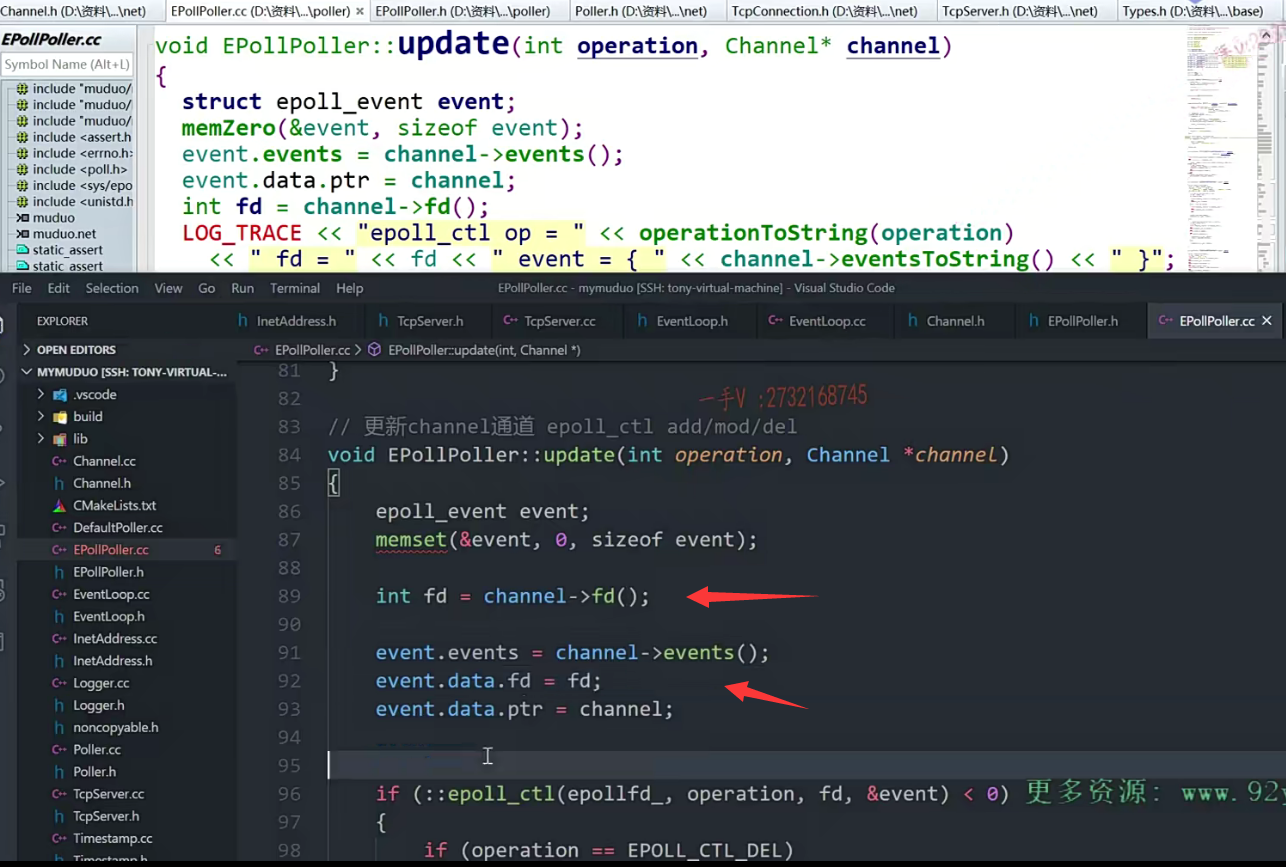 Channel.h (D:\资料\...\net)
EPollPoller.cc (D:\资料\...\poller) ×
EPollPoller.h (D:\资料\...\poller)
Poller.h (D:\资料\...\net)
TcpConnection.h (D:\资料\...\net)
TcpServer.h (D:\资料\...\net)
Types.h (D:\资料\...\base)
EPollPoller.cc
Symbol Name (Alt+L)
include "muduo/
include "muduo/
include "muduo/
include <assert.h
include <errno.h>
include <poll.h>
include <sys/epo
include <unistd.h
muduo
muduo.net
static_assert
static_assert
void EPollPoller::update(int operation, Channel* channel)
{
struct epoll_event event;
memZero(&event, sizeof event);
event.events = channel->events();
event.data.ptr = channel;
int fd = channel->fd();
LOG_TRACE << "epoll_ctl op = " << operationToString(operation)
<< " fd = " << fd << " event = { " << channel->eventsToString() << " }";
File Edit Selection View Go Run Terminal Help
EPollPoller.cc - mymuduo [SSH: tony-virtual-machine] - Visual Studio Code
EXPLORER
InetAddress.h
TcpServer.h
TcpServer.cc
EventLoop.h
EventLoop.cc
Channel.h
EPollPoller.h
EPollPoller.cc ×
OPEN EDITORS
MYMUDUO [SSH: TONY-VIRTUAL-...
.vscode
build
lib
Channel.cc
Channel.h
CMakeLists.txt
DefaultPoller.cc
EPollPoller.cc 6
EPollPoller.h
EventLoop.cc
EventLoop.h
InetAddress.cc
InetAddress.h
Logger.cc
Logger.h
noncopyable.h
Poller.cc
Poller.h
TcpServer.cc
TcpServer.h
Timestamp.cc
Timestamp.h
EPollPoller.cc > EPollPoller::update(int, Channel *)
81 }
82
一手V :2732168745
83 // 更新channel通道 epoll_ctl add/mod/del
84 void EPollPoller::update(int operation, Channel *channel)
85 {
86 epoll_event event;
87 memset(&event, 0, sizeof event);
88
89 int fd = channel->fd();
90
91 event.events = channel->events();
92 event.data.fd = fd;
93 event.data.ptr = channel;
94
95
96 if (::epoll_ctl(epollfd_, operation, fd, &event) < 0)
更多资源: www.92
97 {
98 if (operation == EPOLL_CTL_DEL)